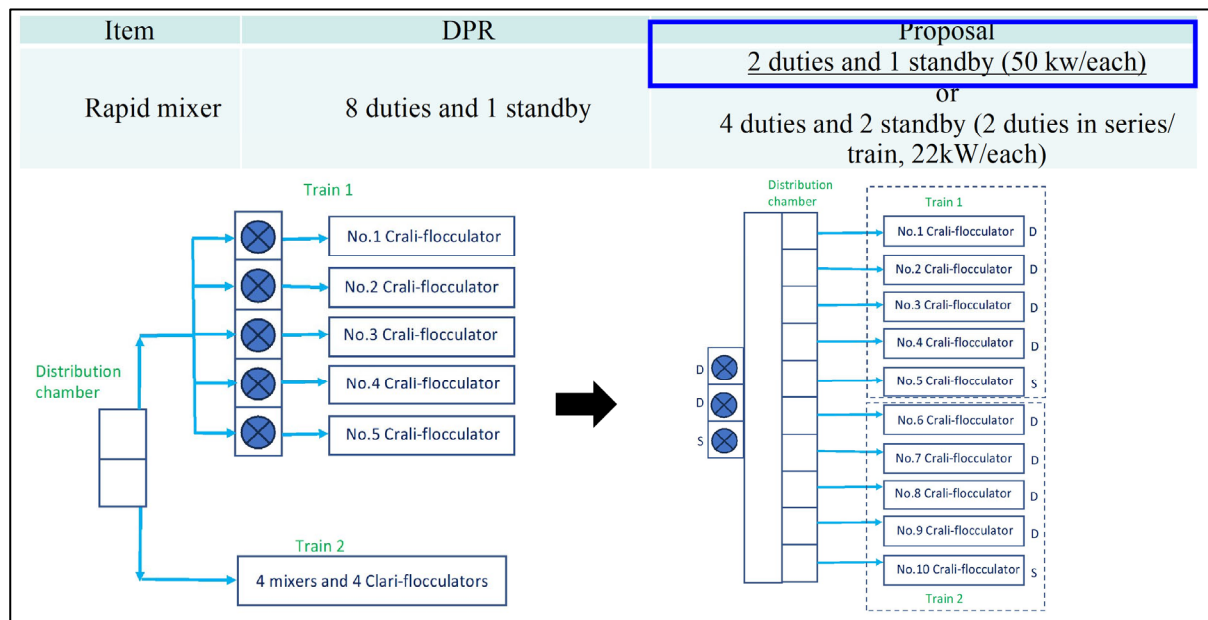 Item DPR Proposal
Rapid mixer 8 duties and 1 standby 2 duties and 1 standby (50 kw/each)
or
4 duties and 2 standby (2 duties in series/
train, 22kW/each)
Train 1
No.1 Crali-flocculator
No.2 Crali-flocculator
No.3 Crali-flocculator
No.4 Crali-flocculator
No.5 Crali-flocculator
Distribution
chamber
Train 2
4 mixers and 4 Clari-flocculators
Distribution
chamber
D
D
S
Train 1
No.1 Crali-flocculator D
No.2 Crali-flocculator D
No.3 Crali-flocculator D
No.4 Crali-flocculator D
No.5 Crali-flocculator S
No.6 Crali-flocculator D
No.7 Crali-flocculator D
No.8 Crali-flocculator D
No.9 Crali-flocculator D
No.10 Crali-flocculator S
Train 2